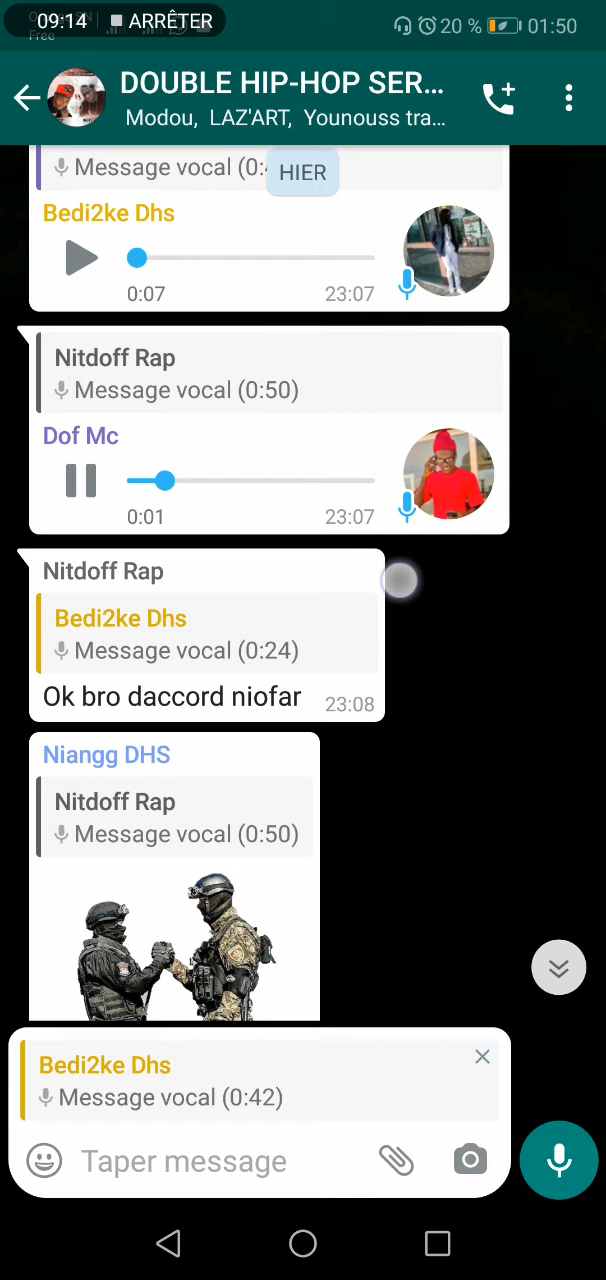 09:14 ARRÊTER 20 % 01:50
Free
DOUBLE HIP-HOP SER...
Modou, LAZ'ART, Younouss tra...
Message vocal (0:
HIER
Bedi2ke Dhs
0:07 23:07
Nitdoff Rap
Message vocal (0:50)
Dof Mc
0:01 23:07
Nitdoff Rap
Bedi2ke Dhs
Message vocal (0:24)
Ok bro daccord niofar 23:08
Niangg DHS
Nitdoff Rap
Message vocal (0:50)
Bedi2ke Dhs
Message vocal (0:42)
Taper message